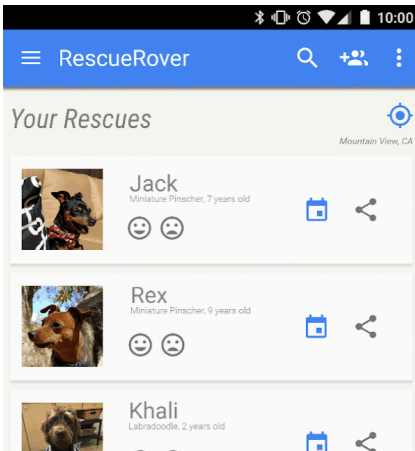 10:00
RescueRover
Your Rescues
Mountain View, CA
Jack
Miniature Pinscher, 7 years old
Rex
Miniature Pinscher, 9 years old
Khali
Labradoodle, 2 years old